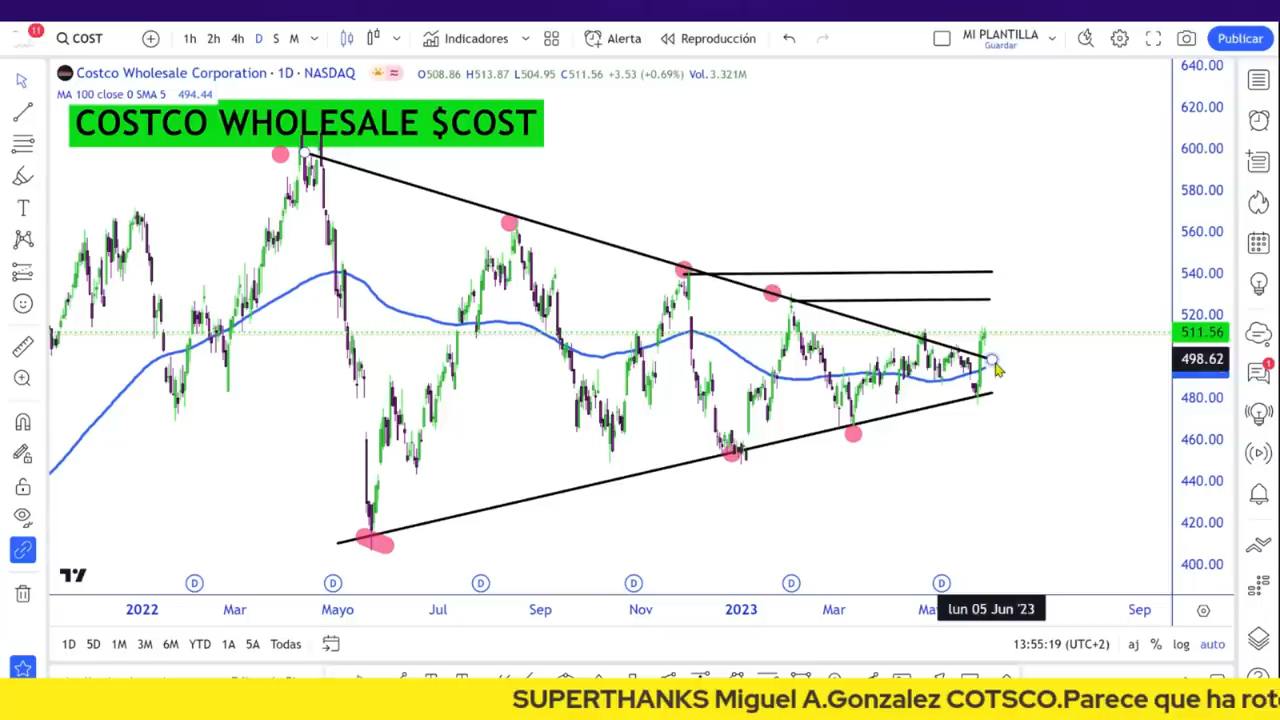 11
COST
1h 2h 4h D S M
Indicadores
Alerta
Reproducción
MI PLANTILLA
Guardar
Publicar
Costco Wholesale Corporation · 1D · NASDAQ
O508.86 H513.87 L504.95 C511.56 +3.53 (+0.69%) Vol.3.321M
MA 100 close 0 SMA 5 494.44
COSTCO WHOLESALE $COST
640.00
620.00
600.00
580.00
560.00
540.00
520.00
511.56
498.62
480.00
460.00
440.00
420.00
400.00
1
D D D D D D
2022 Mar Mayo Jul Sep Nov 2023 Mar Ma lun 05 Jun '23 Sep
1D 5D 1M 3M 6M YTD 1A 5A Todas
13:55:19 (UTC+2) aj % log auto
SUPERTHANKS Miguel A.Gonzalez COTSCO.Parece que ha rot